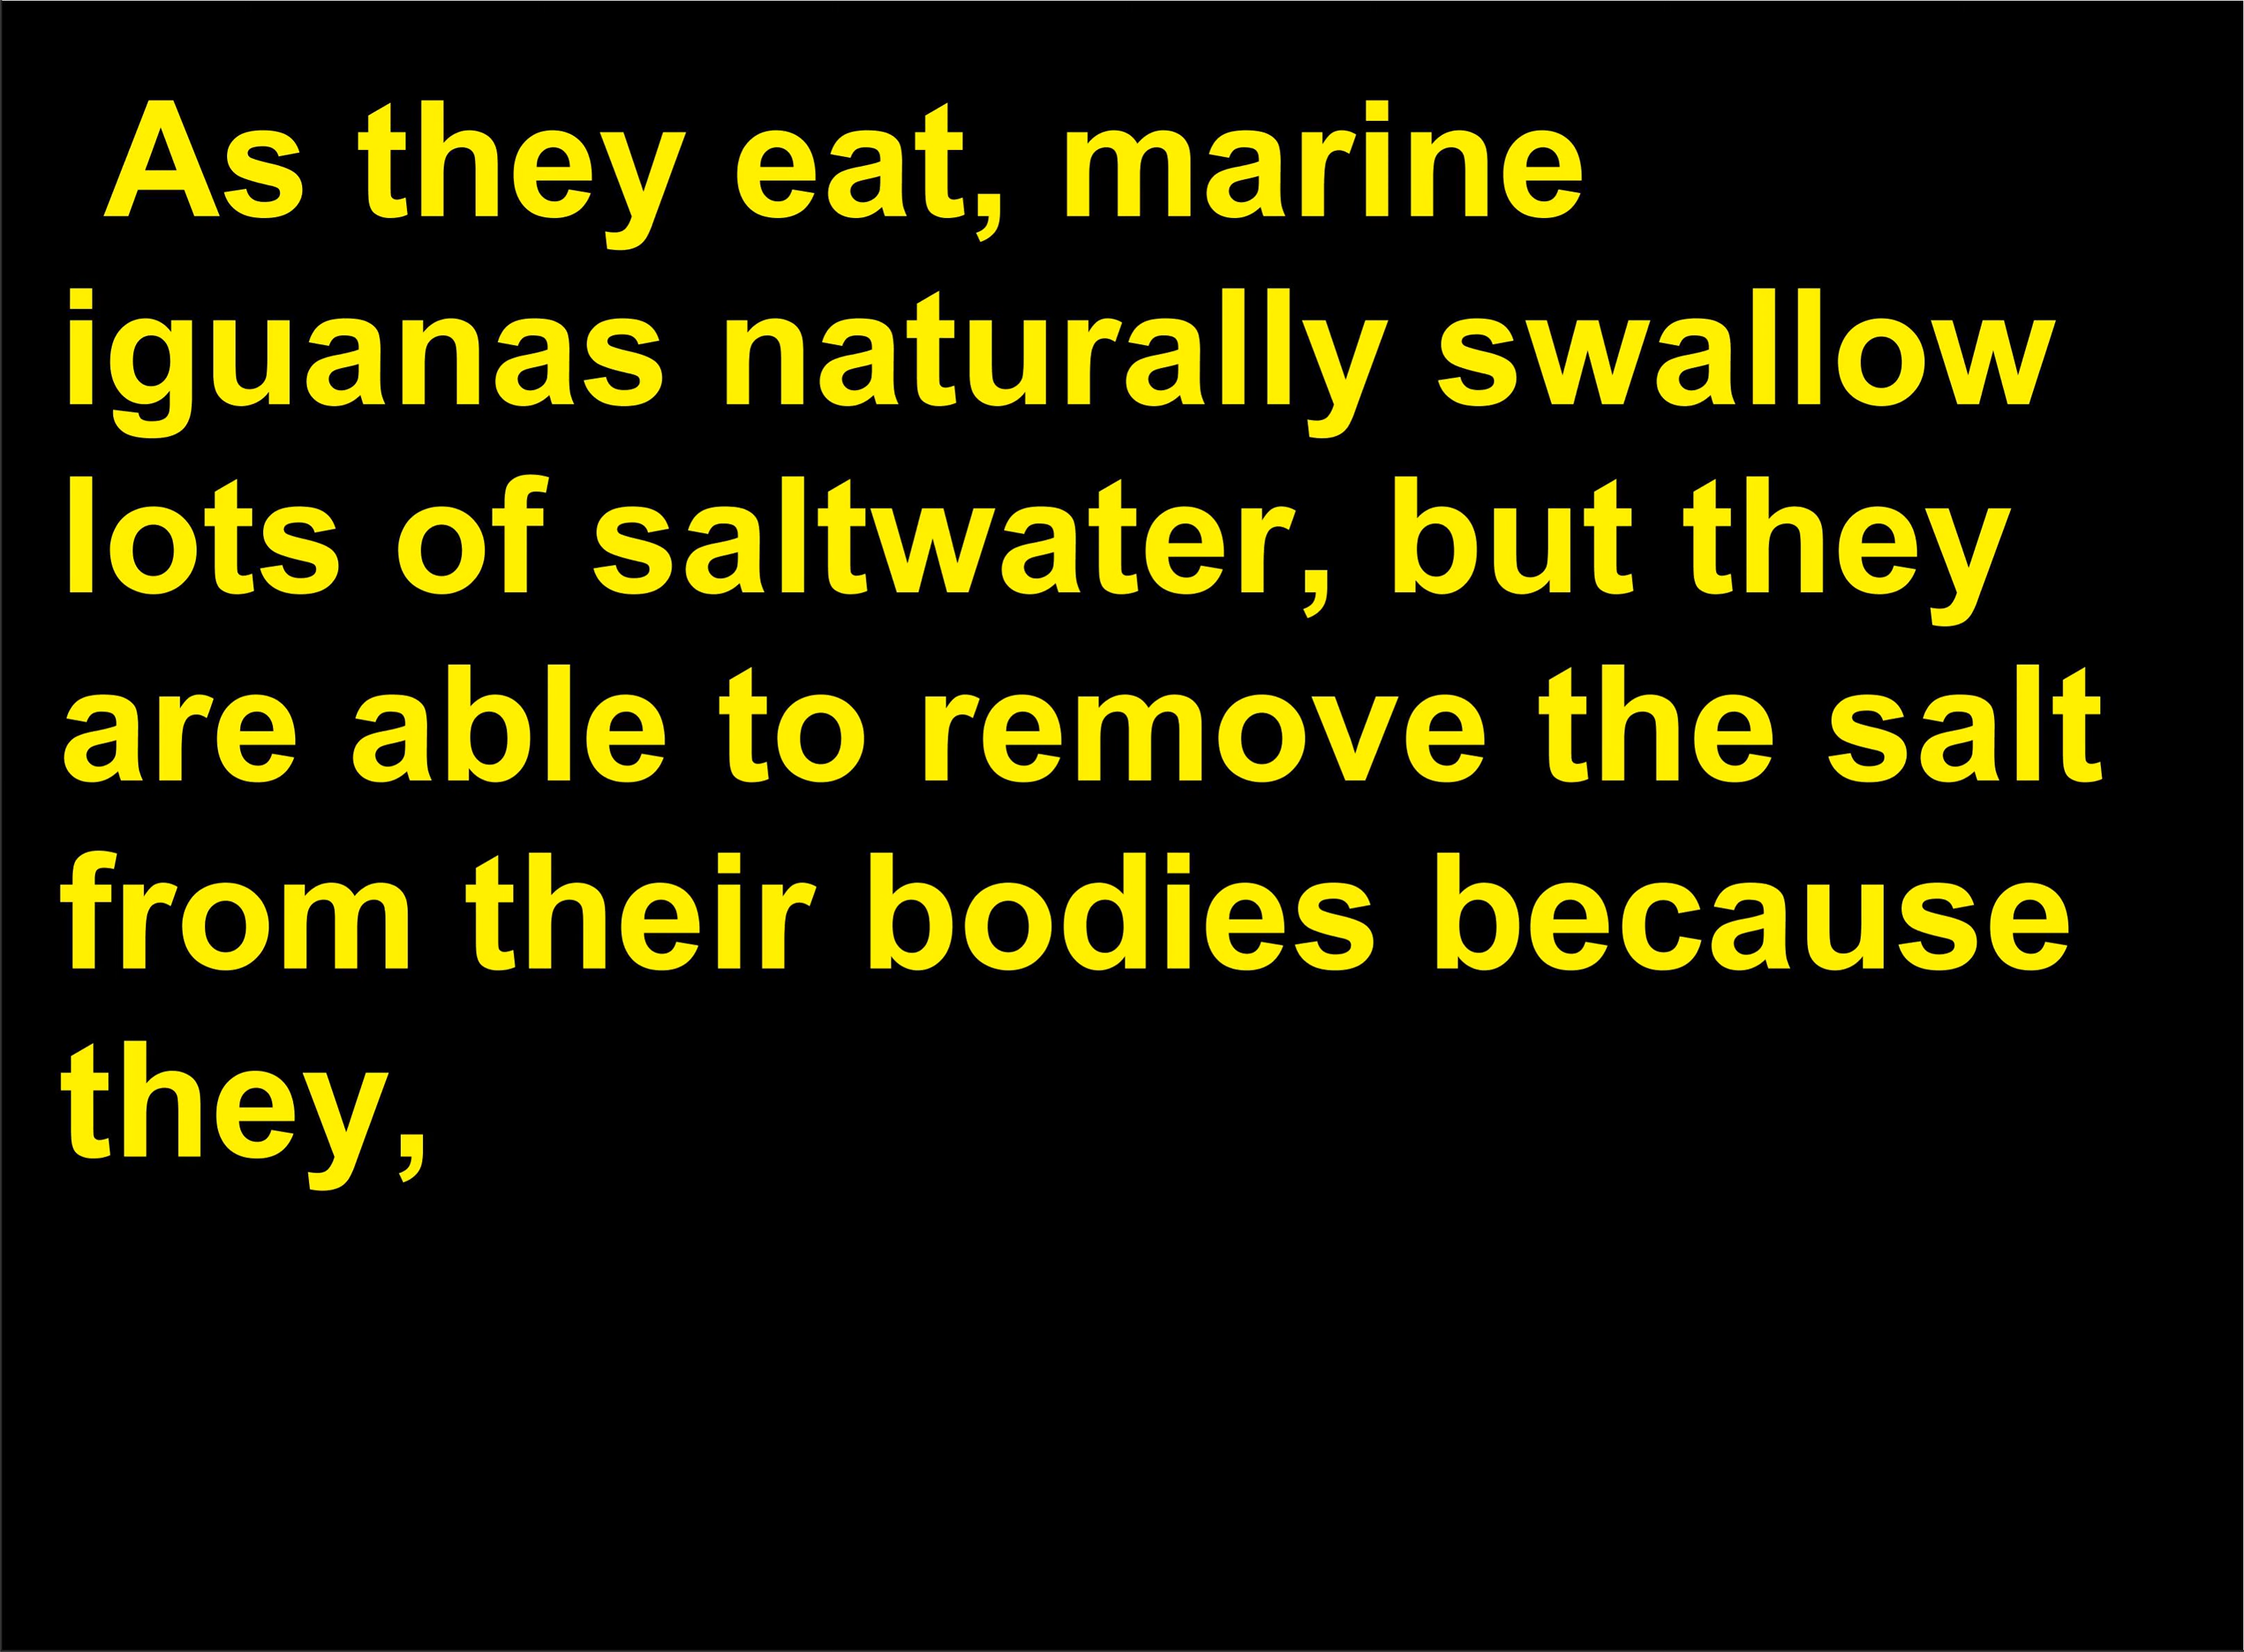 As they eat, marine
iguanas naturally swallow
lots of saltwater, but they
are able to remove the salt
from their bodies because
they,